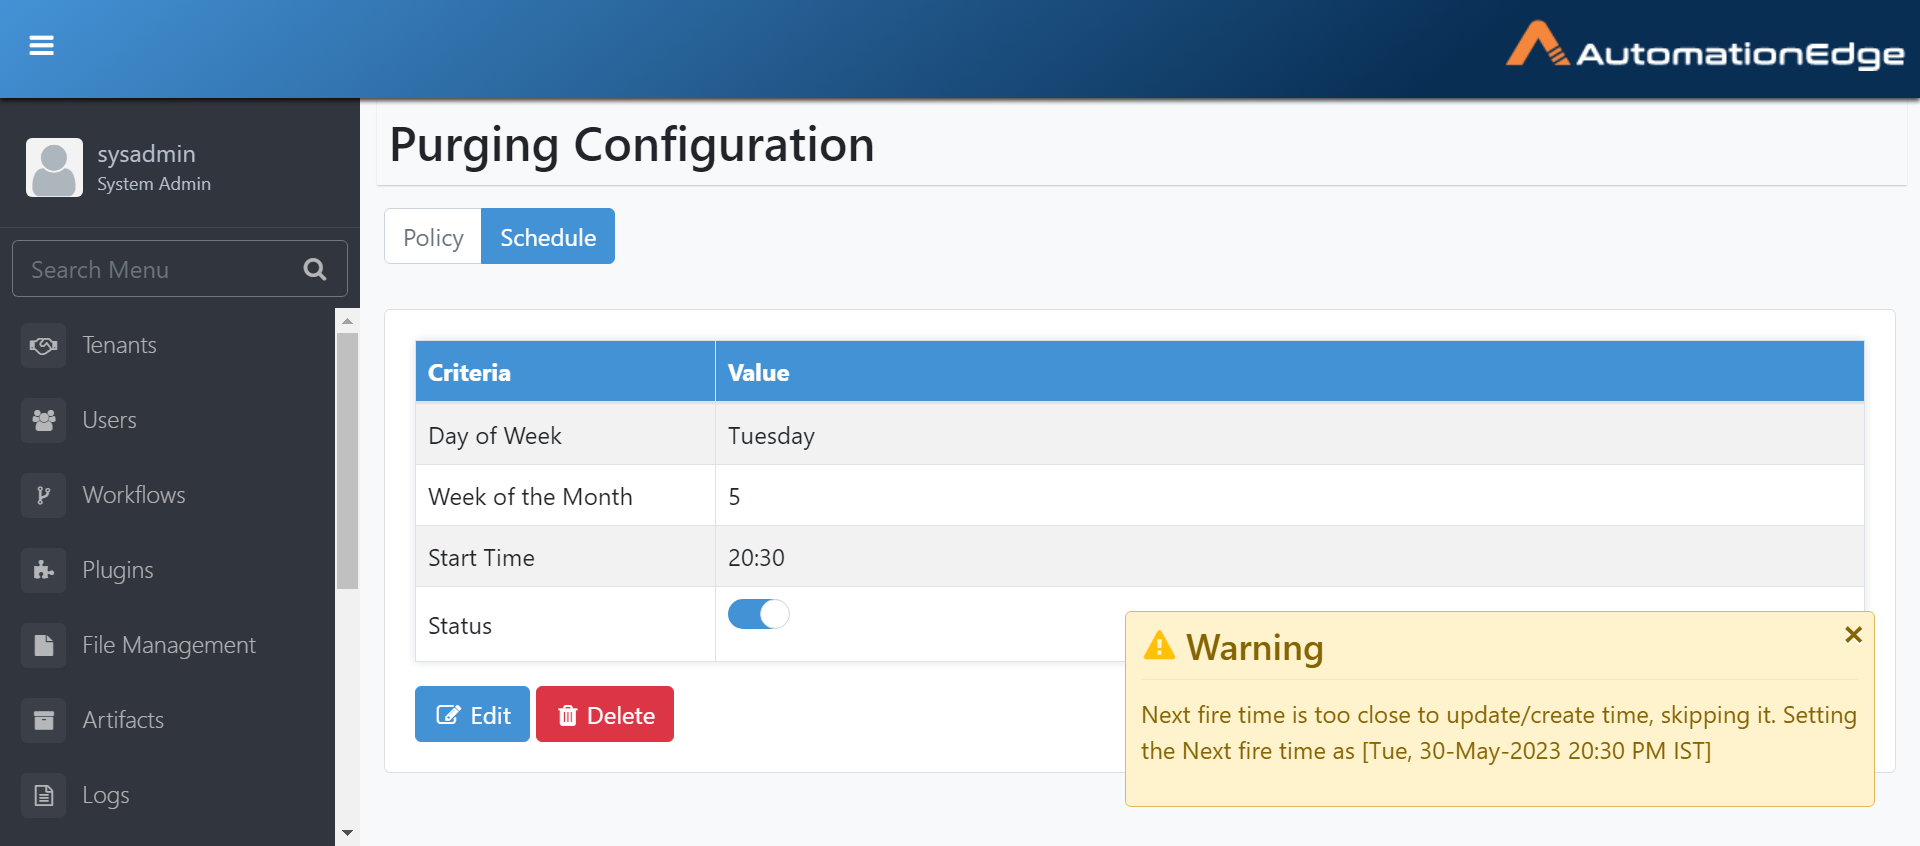 AutomationEdge
sysadmin
System Admin
Search Menu
Tenants
Users
Workflows
Plugins
File Management
Artifacts
Logs
Purging Configuration
Policy Schedule
Criteria Value
Day of Week Tuesday
Week of the Month 5
Start Time 20:30
Status
Edit Delete
Warning
Next fire time is too close to update/create time, skipping it. Setting
the Next fire time as [Tue, 30-May-2023 20:30 PM IST]